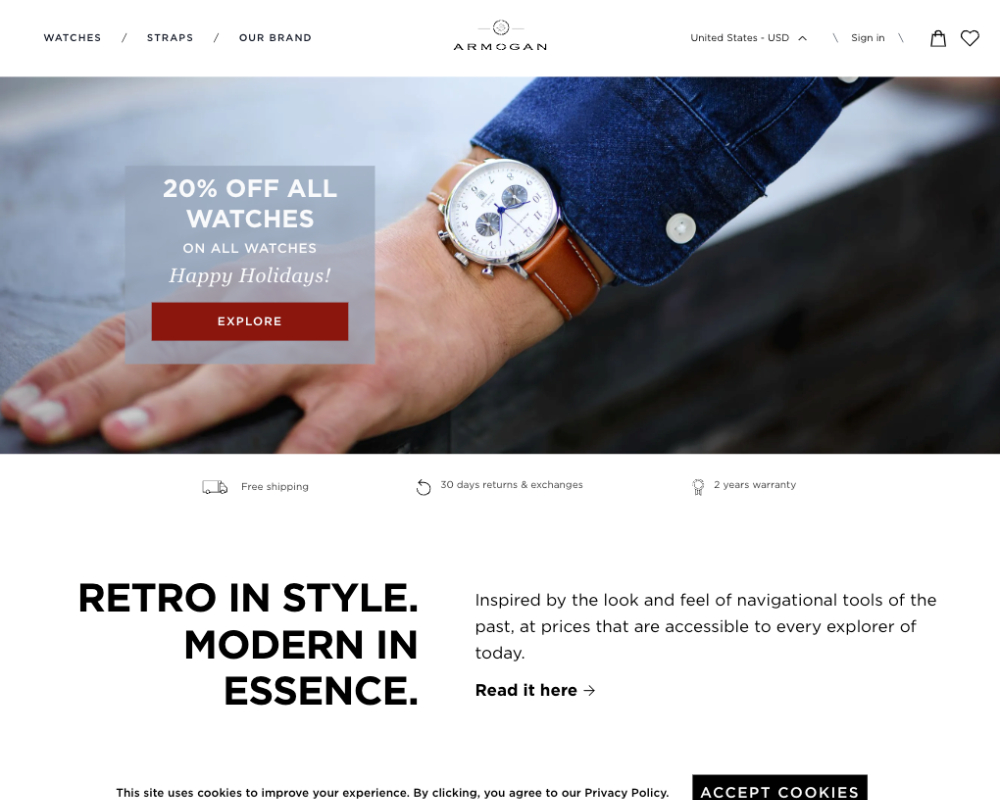 WATCHES / STRAPS / OUR BRAND
ARMOGAN
United States - USD \ Sign in \
20% OFF ALL
WATCHES
ON ALL WATCHES
Happy Holidays!
EXPLORE
Free shipping
30 days returns & exchanges
2 years warranty
RETRO IN STYLE.
MODERN IN
ESSENCE.
Inspired by the look and feel of navigational tools of the
past, at prices that are accessible to every explorer of
today.
Read it here →
This site uses cookies to improve your experience. By clicking, you agree to our Privacy Policy.
ACCEPT COOKIES